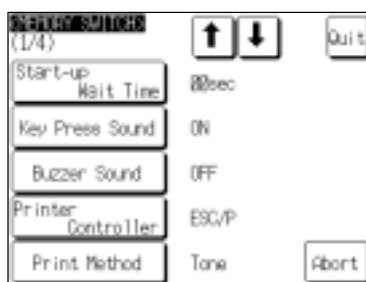 <MEMORY SWITCH>
(1/4)
Quit
Start-up
Wait Time
sec
Key Press Sound
ON
Buzzer Sound
OFF
Printer
Controller
ESC/P
Print Method
Tone
Abort